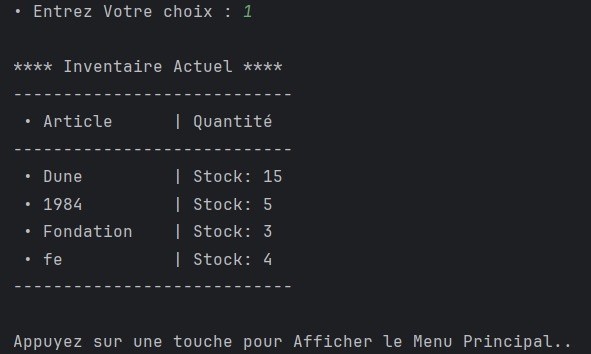 • Entrez Votre choix : 1
**** Inventaire Actuel ****
----------------------------
• Article      | Quantité
----------------------------
• Dune         | Stock: 15
• 1984         | Stock: 5
• Fondation    | Stock: 3
• fe           | Stock: 4
----------------------------
Appuyez sur une touche pour Afficher le Menu Principal..